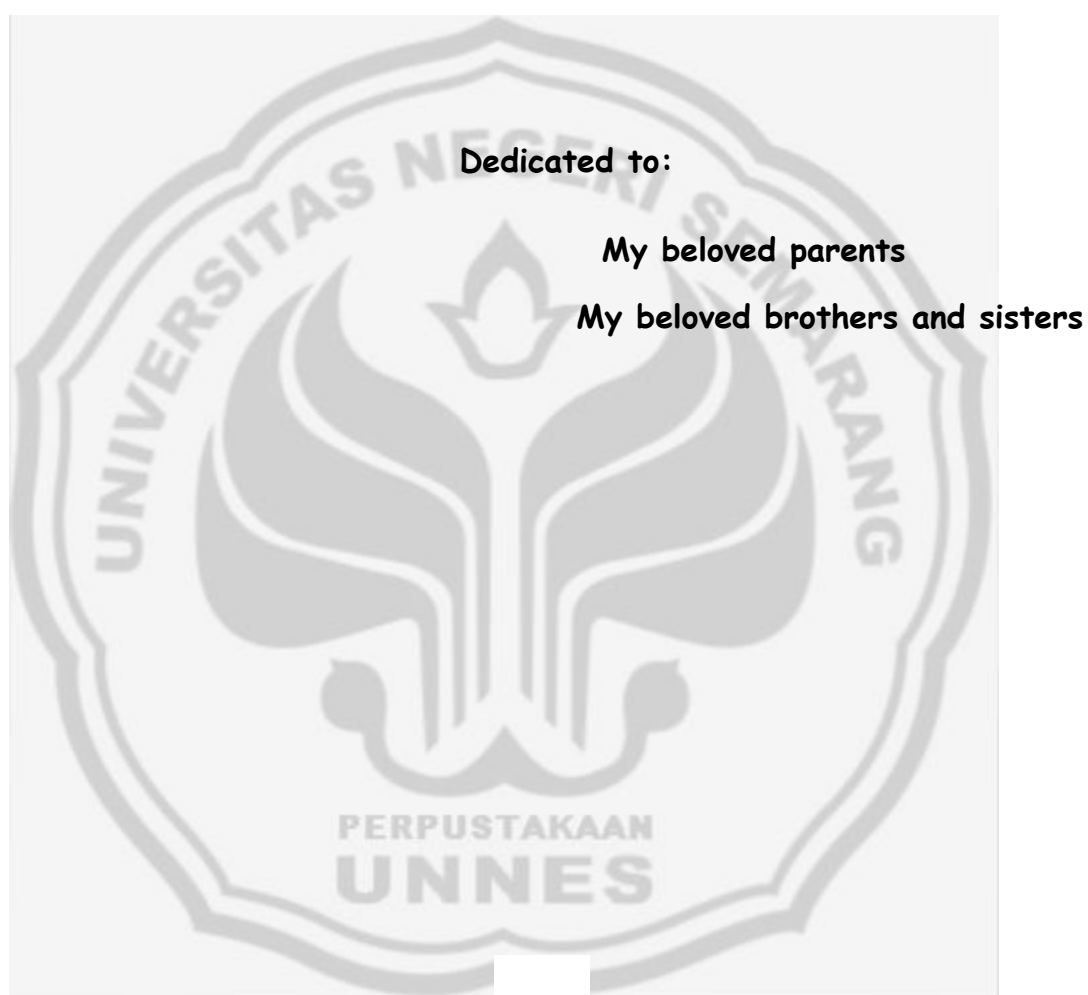 UNIVERSITAS NEGERI SEMARANG
Dedicated to:
My beloved parents
My beloved brothers and sisters
PERPUSTAKAAN
UNNES